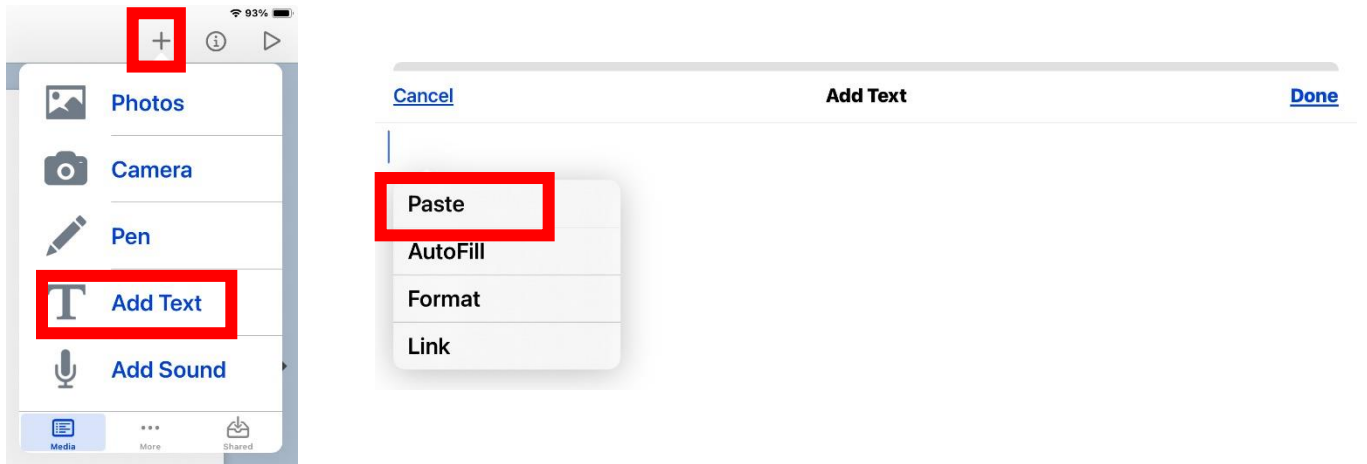 93%
Photos
Camera
Pen
T Add Text
Add Sound
Media More Shared
Cancel Add Text Done
Paste
AutoFill
Format
Link